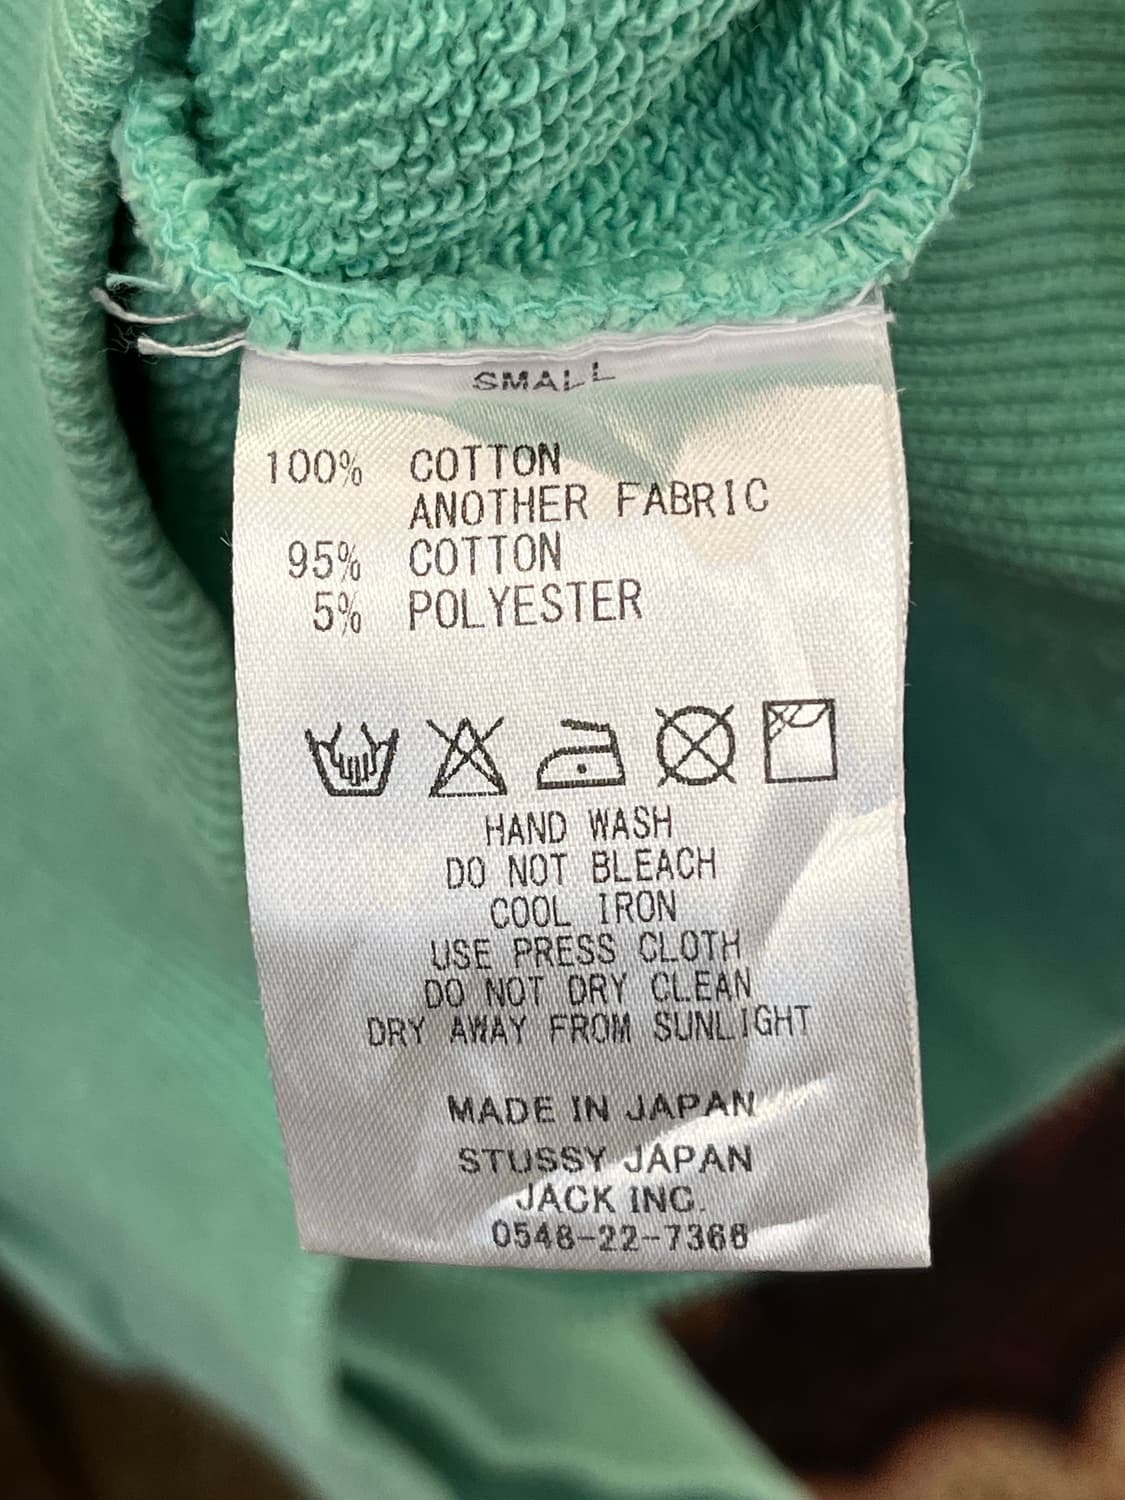 SMALL
100% COTTON
ANOTHER FABRIC
95% COTTON
5% POLYESTER
HAND WASH
DO NOT BLEACH
COOL IRON
USE PRESS CLOTH
DO NOT DRY CLEAN
DRY AWAY FROM SUNLIGHT
MADE IN JAPAN
STUSSY JAPAN
JACK INC.
0548-22-7366